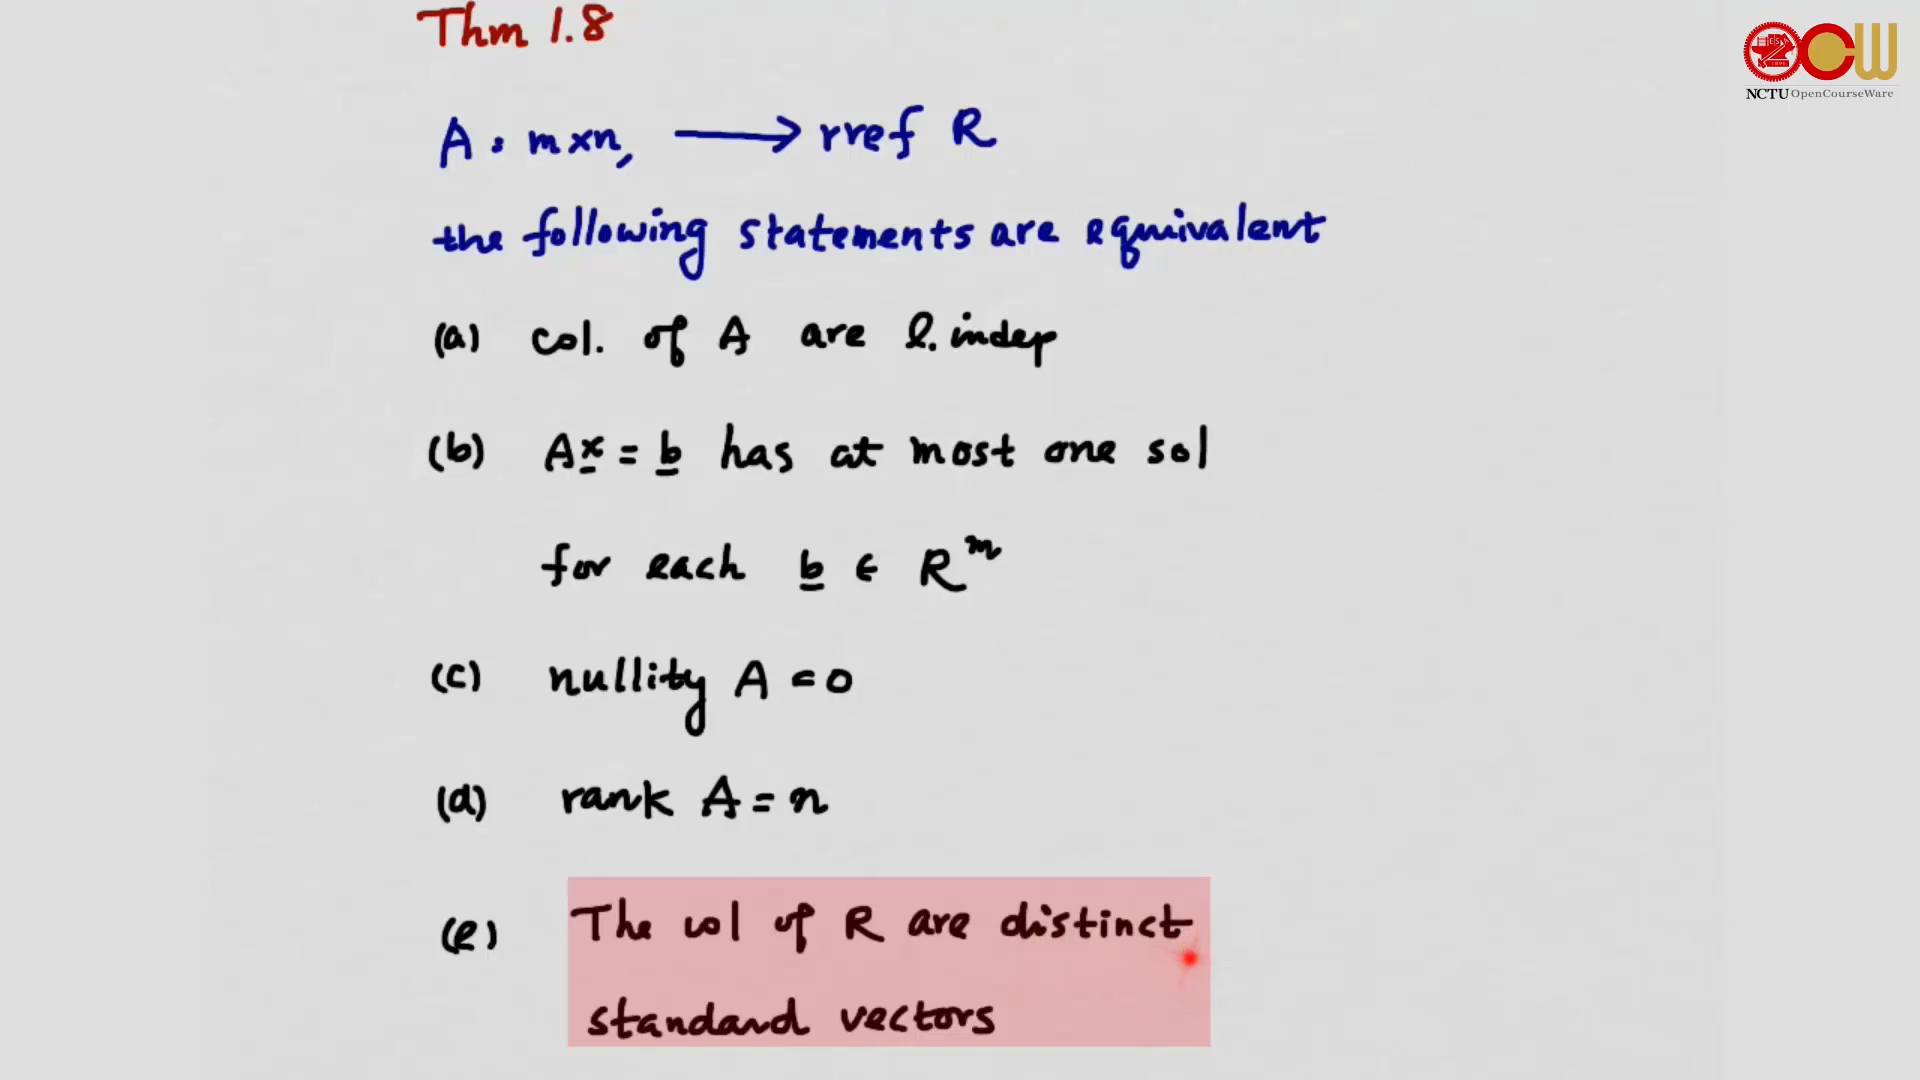 Thm 1.8
NCTU OpenCourseWare
A : m×n, ⟶ rref R
the following statements are equivalent
(a) col. of A are l. indep
(b) Ax = b has at most one sol
for each b ∈ R^m
(c) nullity A = 0
(d) rank A = n
(e) The col of R are distinct
standard vectors